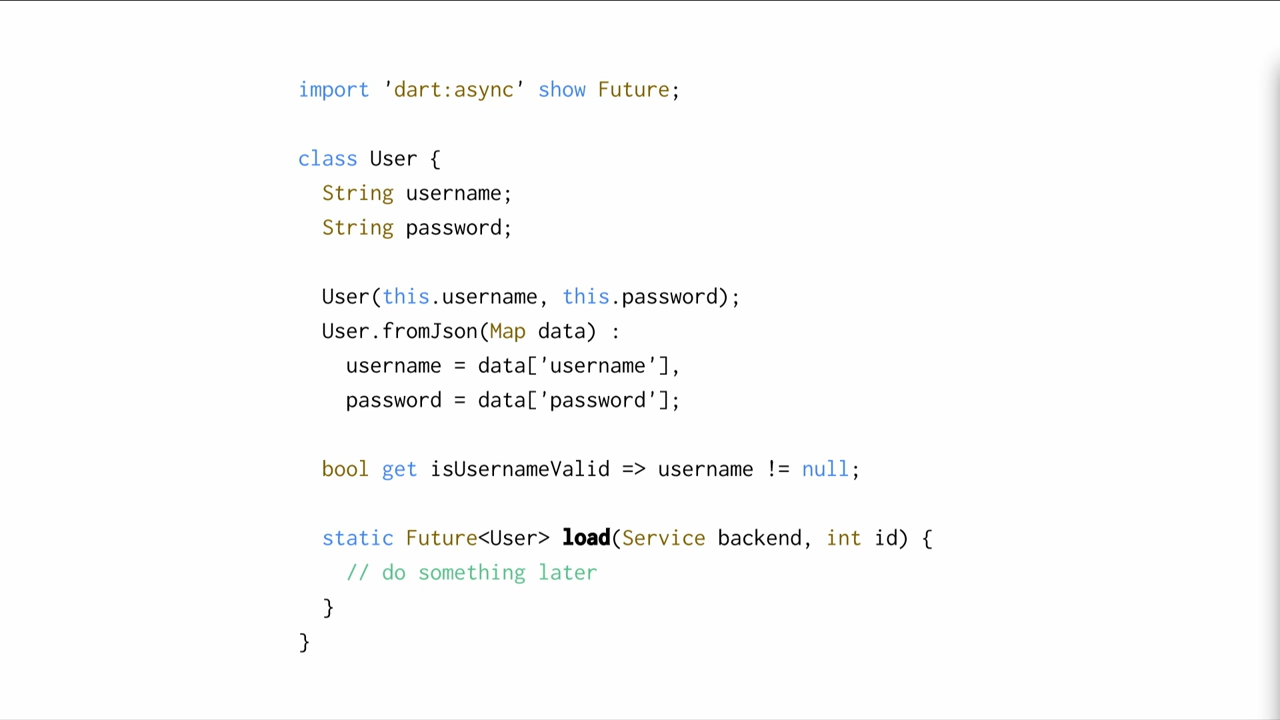 import 'dart:async' show Future;
class User {
String username;
String password;
User(this.username, this.password);
User.fromJson(Map data) :
username = data['username'],
password = data['password'];
bool get isUsernameValid => username != null;
static Future<User> load(Service backend, int id) {
// do something later
}
}